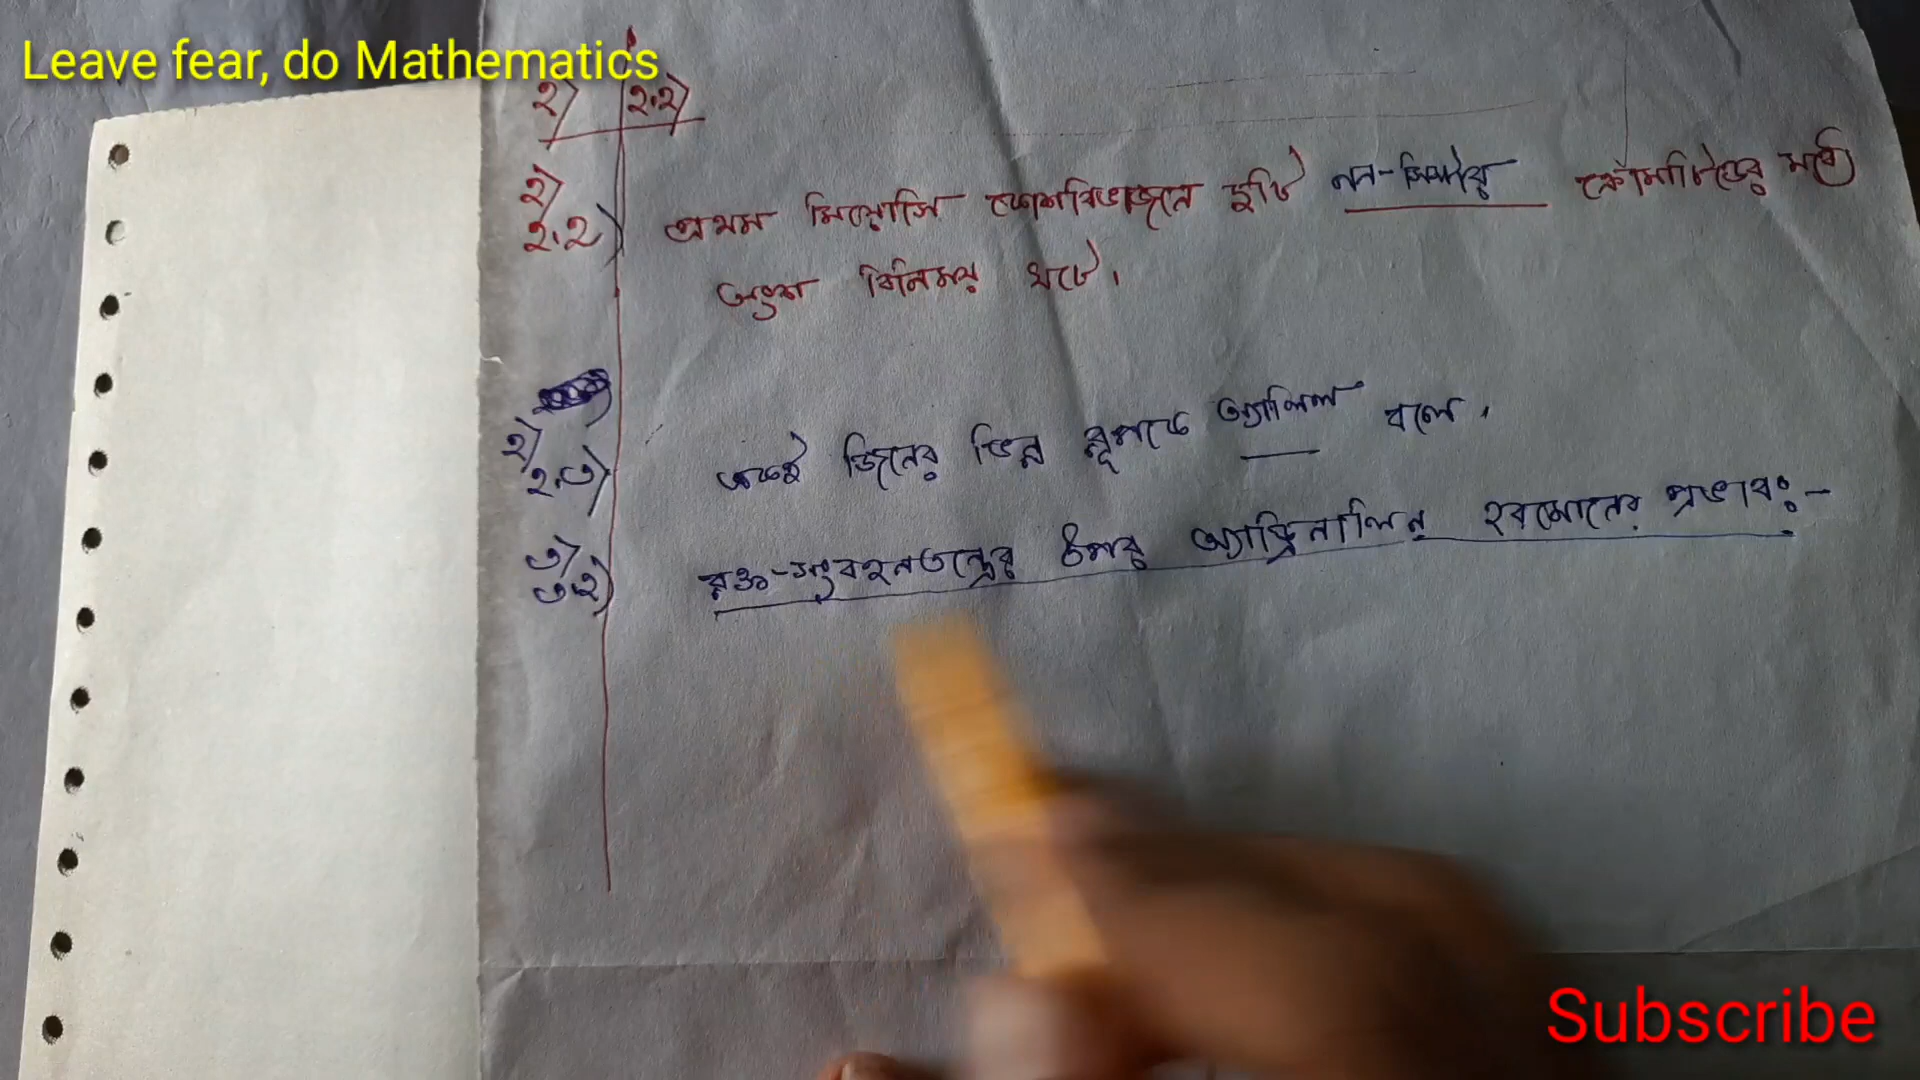 Leave fear, do Mathematics
২) ২.২)
২)
২.২) প্রথম মিয়োসিস কোশবিভাজনে দুটি নন-সিস্টার ক্রোমাটিডের মধ্যে
অংশ বিনিময় ঘটে।
২)
২.৩) একই জিনের ভিন্ন রূপকে অ্যালিল বলে।
৩)
৩.২) রক্ত-সংবহনতন্ত্রের উপর অ্যাড্রিনালিন হরমোনের প্রভাবঃ-
Subscribe